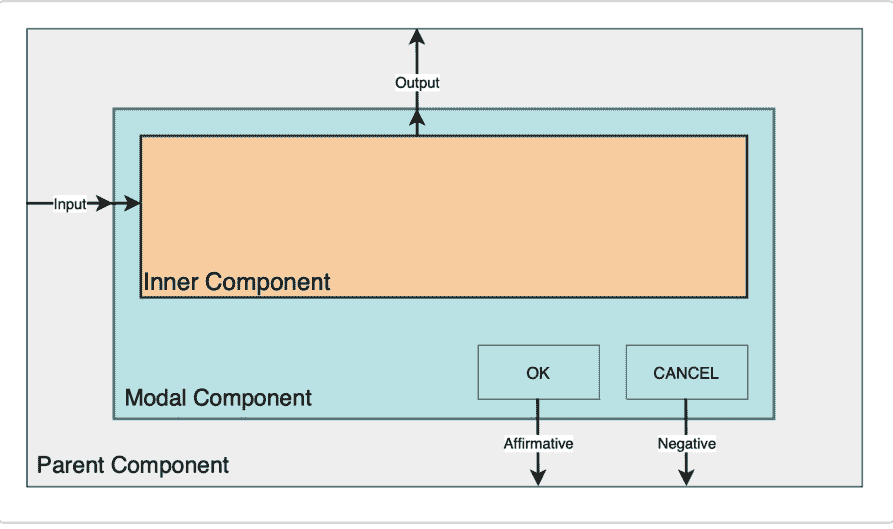 Output
Input
Inner Component
OK
CANCEL
Modal Component
Affirmative
Negative
Parent Component